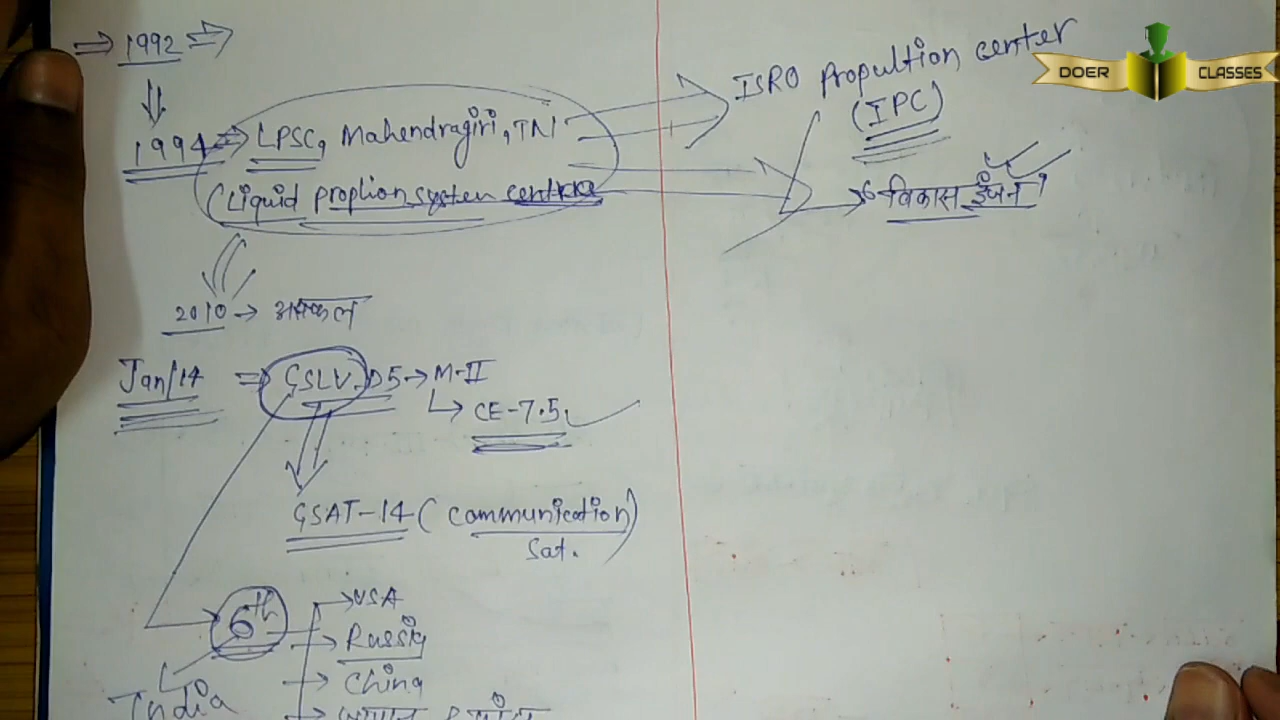 ⇒ 1992 ⇒
1994 ⇒ LPSC, Mahendragiri, TN
(Liquid proplion system centre
ISRO Propultion center
(IPC)
→ "विकास इंजन"
2010 → असफल
Jan/14 ⇒ GSLV-D5 → M-II
→ CE-7.5
GSAT-14 (communication)
Sat.
6th
→ USA
→ Russia
→ China
India
→ जापान
DOER CLASSES